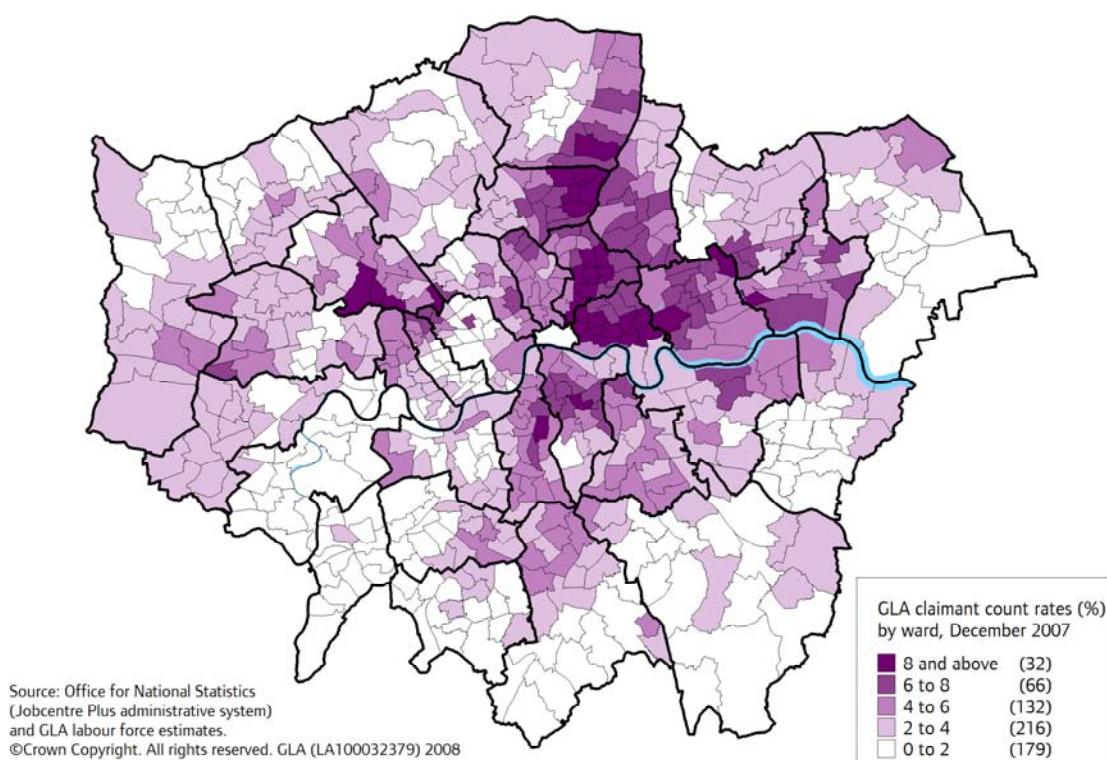 GLA claimant count rates (%)
by ward, December 2007
8 and above (32)
6 to 8 (66)
4 to 6 (132)
2 to 4 (216)
0 to 2 (179)
Source: Office for National Statistics
(Jobcentre Plus administrative system)
and GLA labour force estimates.
©Crown Copyright. All rights reserved. GLA (LA100032379) 2008